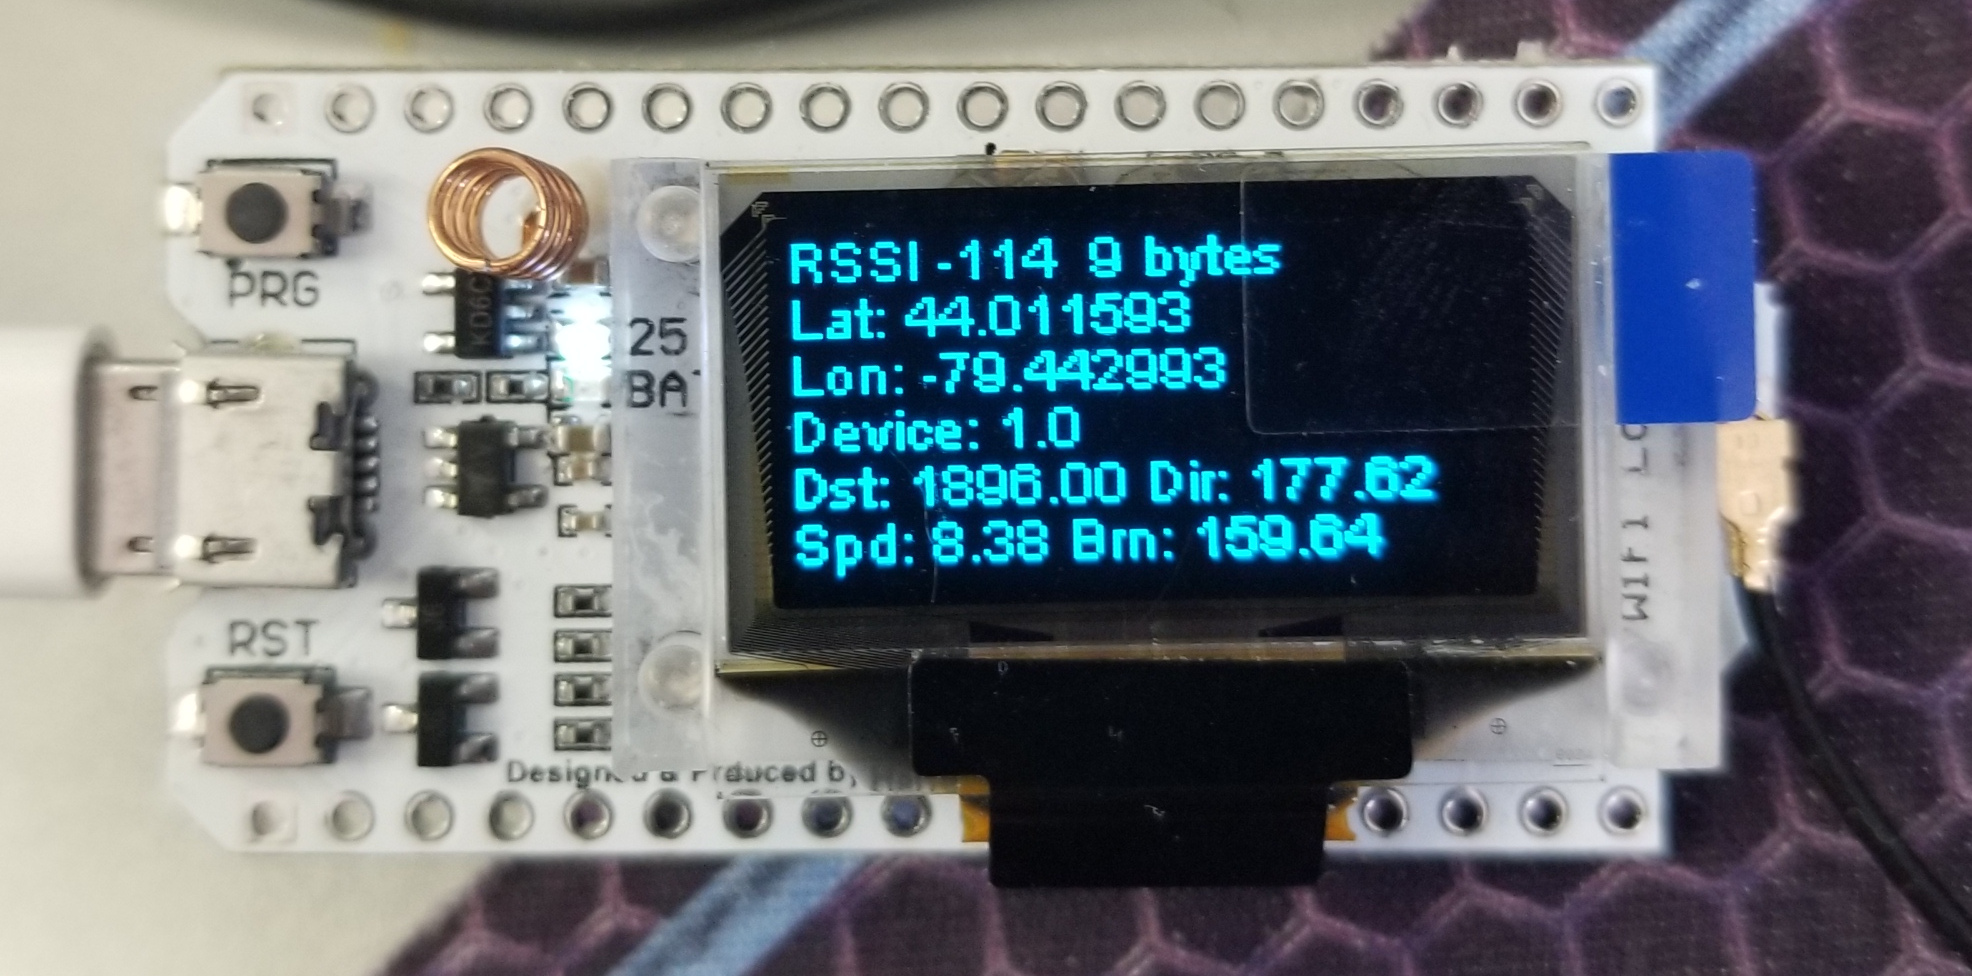 RSSI -114 9 bytes
Lat: 44.011593
Lon: -79.442993
Device: 1.0
Dst: 1896.00 Dir: 177.62
Spd: 8.38 Brn: 159.64
PRG
RST
25
BAT
KD6C
Designed & Produced by
WIFI LO